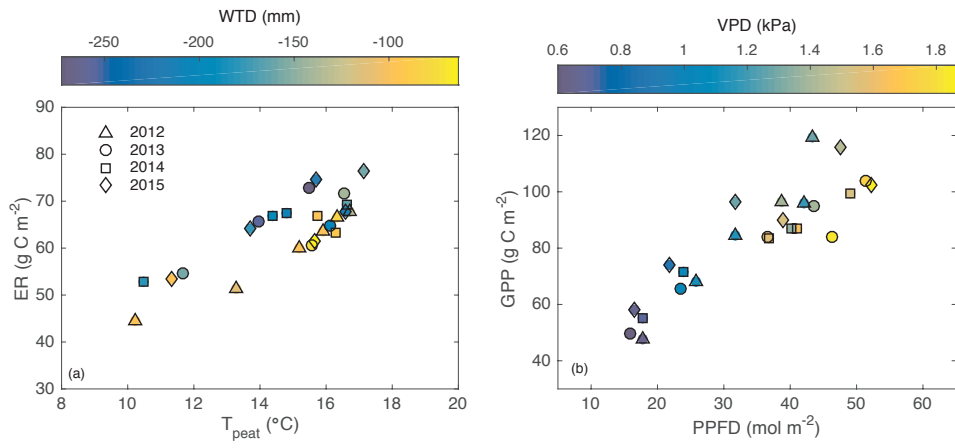 WTD (mm)
-250 -200 -150 -100
90
80
70
60
50
40
30
ER (g C m-2)
2012
2013
2014
2015
(a)
8 10 12 14 16 18 20
Tpeat (°C)
VPD (kPa)
0.6 0.8 1 1.2 1.4 1.6 1.8
120
100
80
60
40
GPP (g C m-2)
(b)
10 20 30 40 50 60
PPFD (mol m-2)